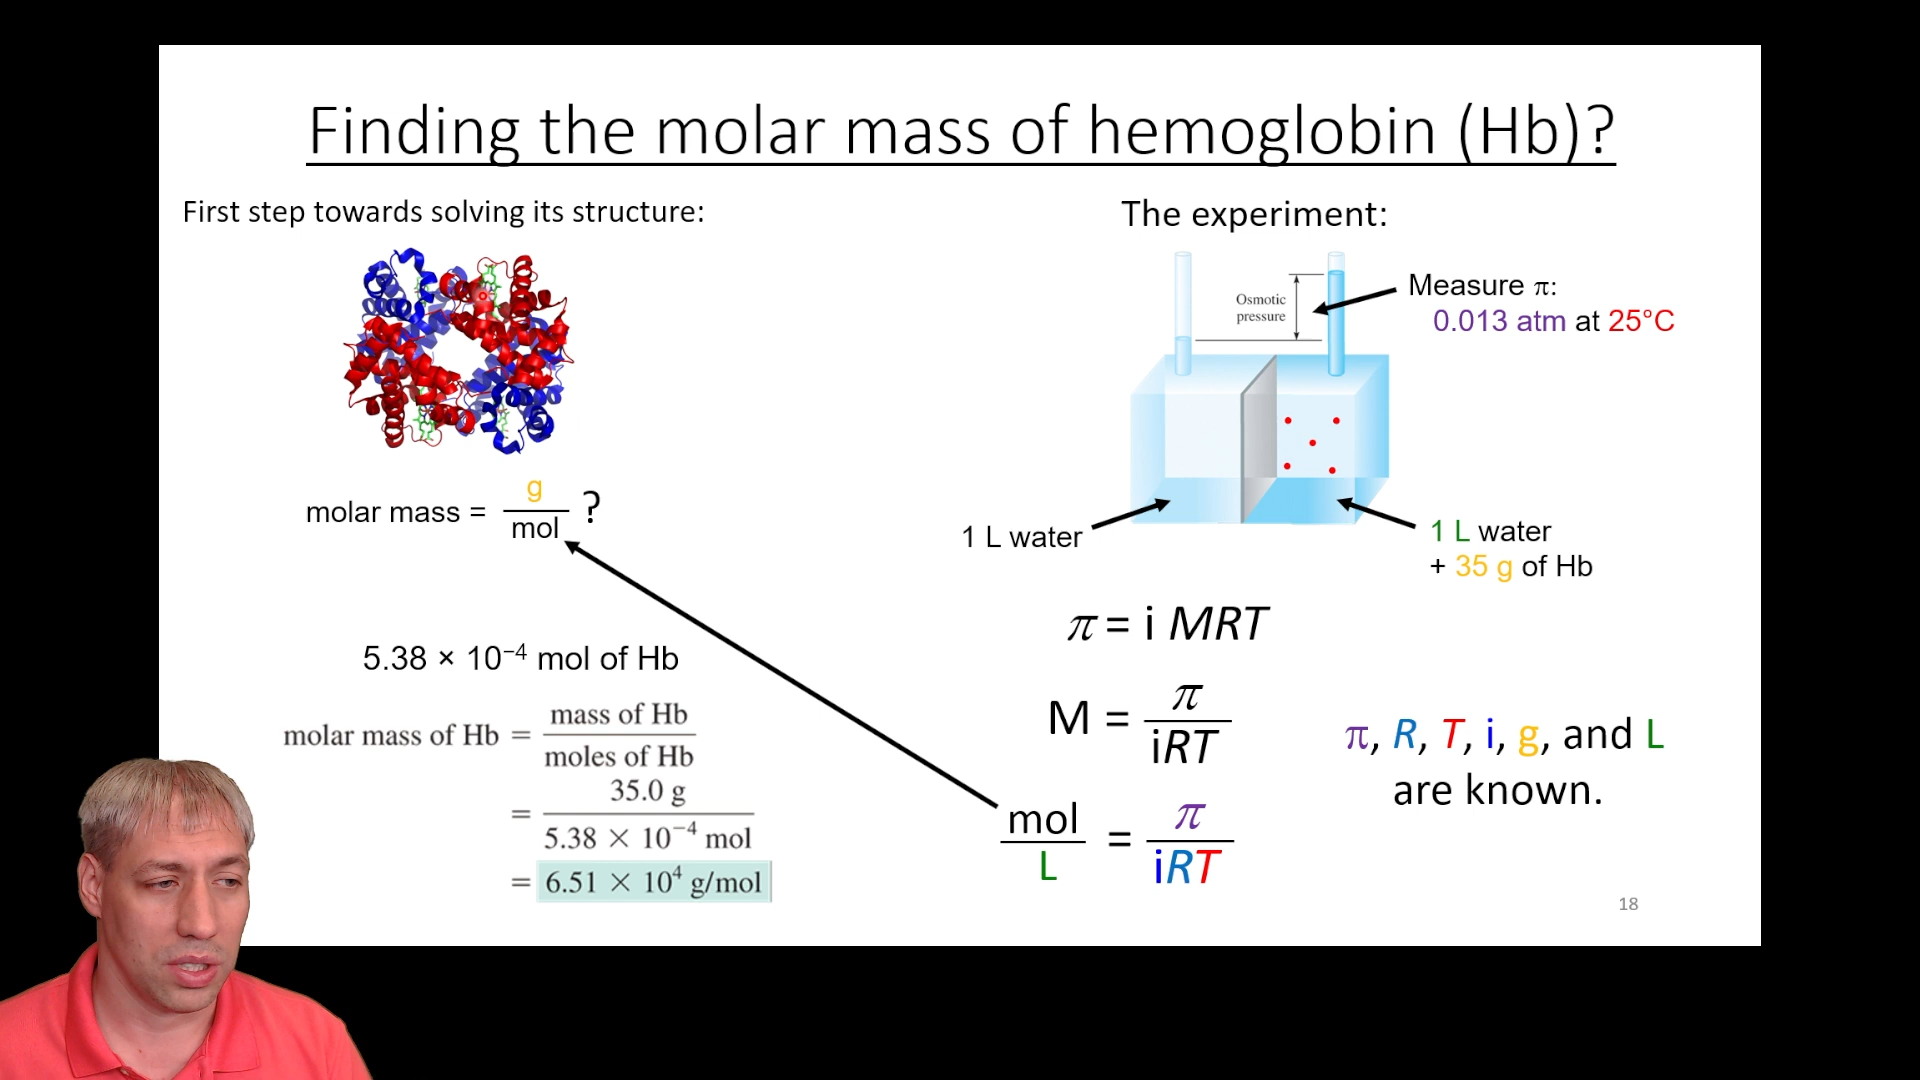 Finding the molar mass of hemoglobin (Hb)?
First step towards solving its structure:
molar mass = g/mol ?
5.38 × 10⁻⁴ mol of Hb
molar mass of Hb = mass of Hb / moles of Hb
= 35.0 g / 5.38 × 10⁻⁴ mol
= 6.51 × 10⁴ g/mol
The experiment:
Osmotic
pressure
Measure π:
0.013 atm at 25°C
1 L water
1 L water
+ 35 g of Hb
π = i MRT
M = π / iRT
mol / L = π / iRT
π, R, T, i, g, and L
are known.
18